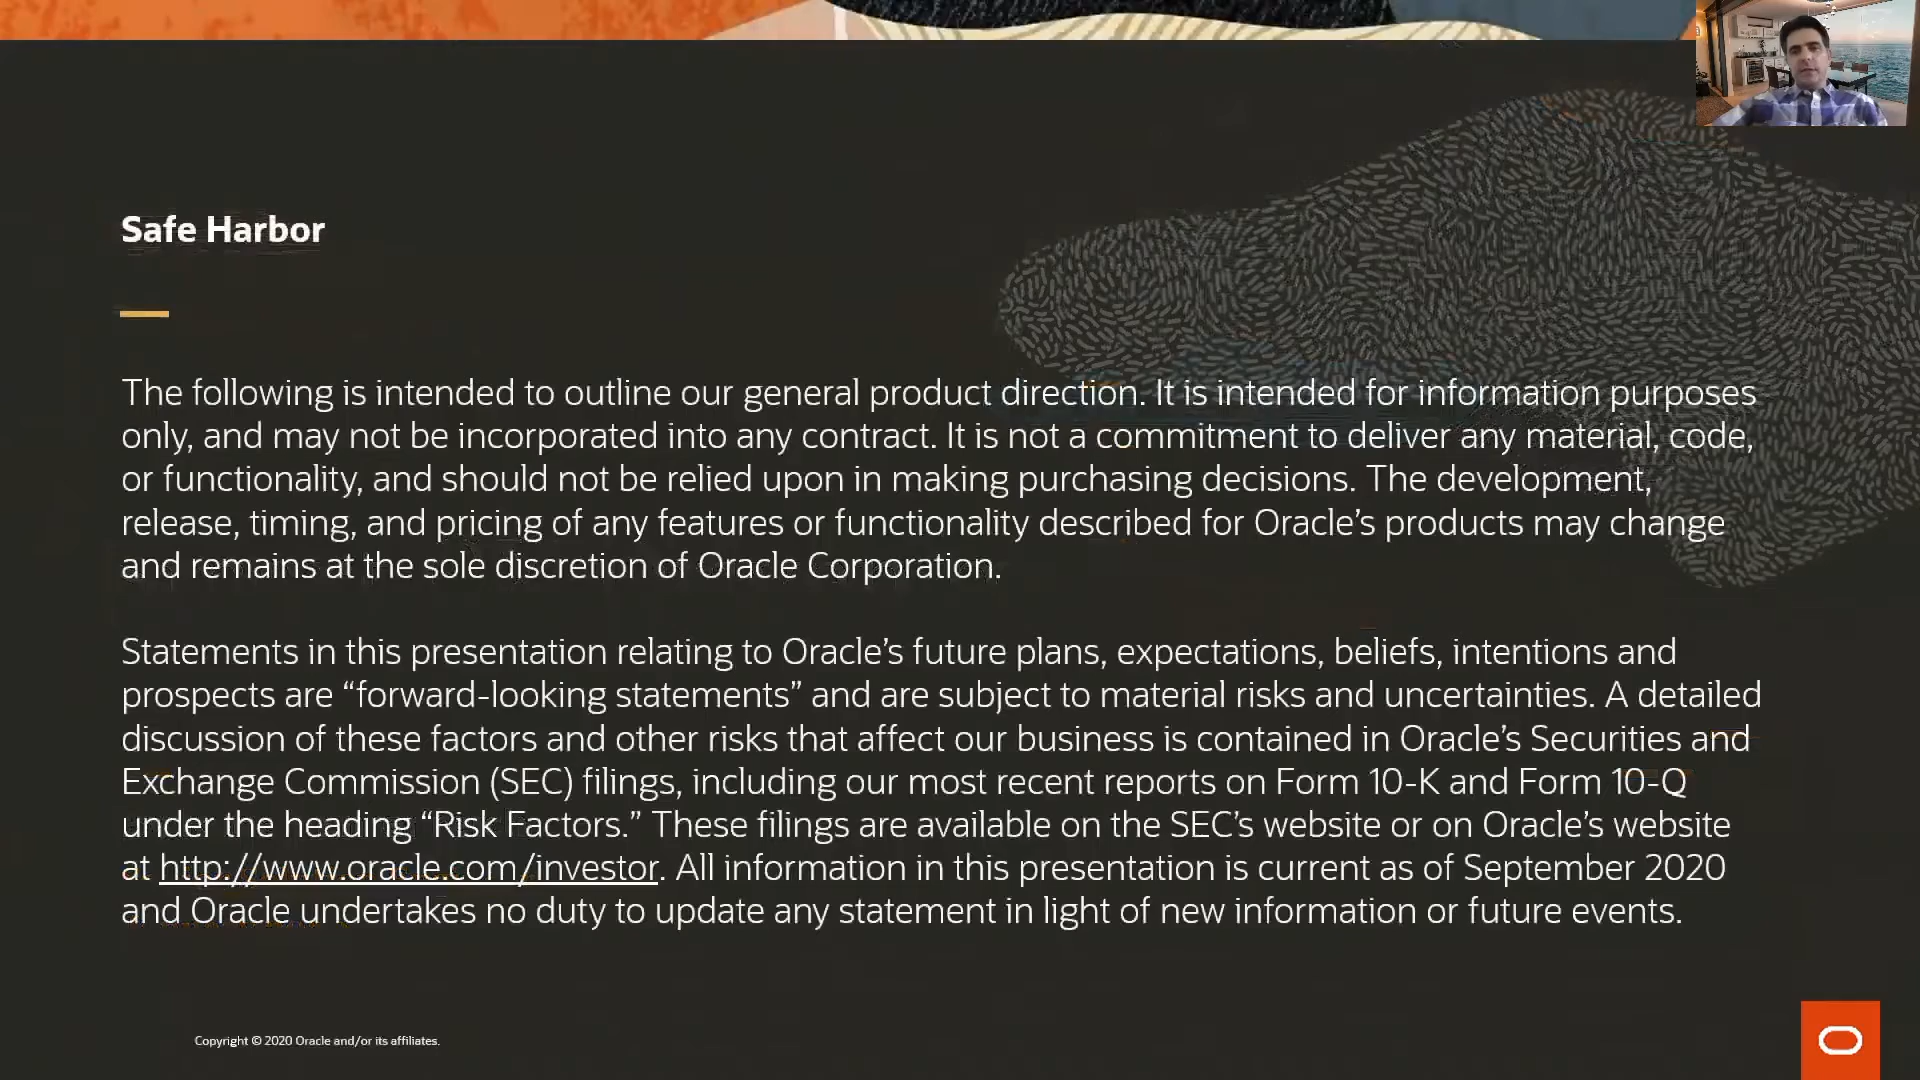 Safe Harbor
The following is intended to outline our general product direction. It is intended for information purposes
only, and may not be incorporated into any contract. It is not a commitment to deliver any material, code,
or functionality, and should not be relied upon in making purchasing decisions. The development,
release, timing, and pricing of any features or functionality described for Oracle’s products may change
and remains at the sole discretion of Oracle Corporation.
Statements in this presentation relating to Oracle’s future plans, expectations, beliefs, intentions and
prospects are “forward-looking statements” and are subject to material risks and uncertainties. A detailed
discussion of these factors and other risks that affect our business is contained in Oracle’s Securities and
Exchange Commission (SEC) filings, including our most recent reports on Form 10-K and Form 10-Q
under the heading “Risk Factors.” These filings are available on the SEC’s website or on Oracle’s website
at http://www.oracle.com/investor. All information in this presentation is current as of September 2020
and Oracle undertakes no duty to update any statement in light of new information or future events.
Copyright © 2020 Oracle and/or its affiliates.